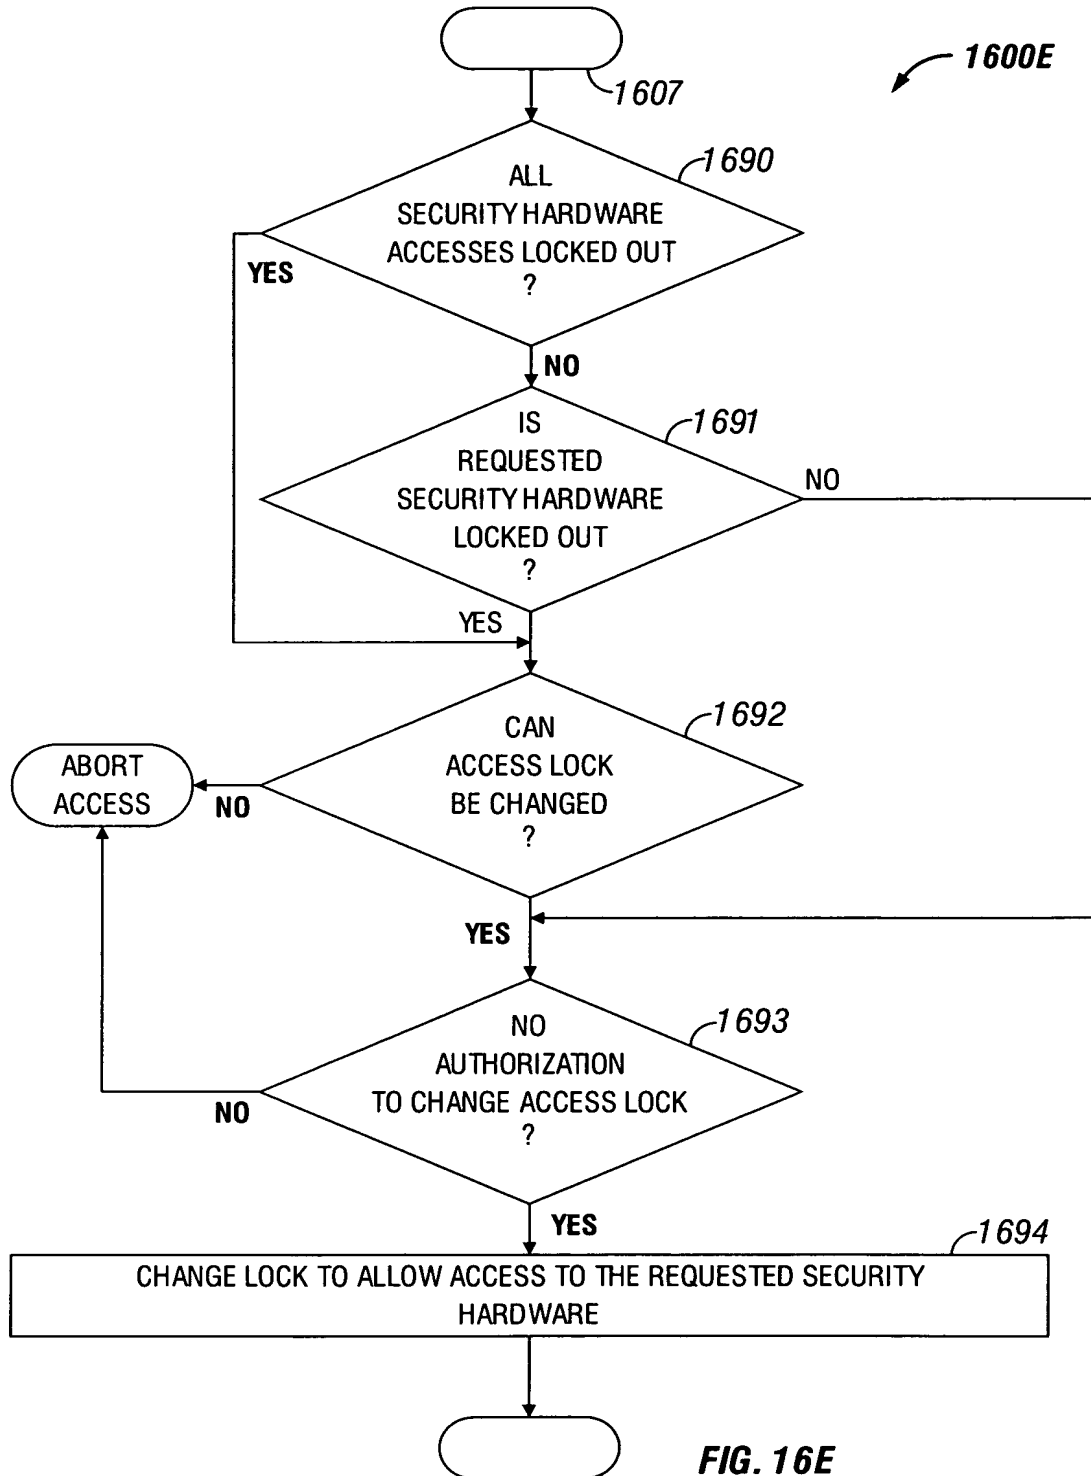 1600E
1607
1690
ALL
SECURITY HARDWARE
ACCESSES LOCKED OUT
?
YES
NO
1691
IS
REQUESTED
SECURITY HARDWARE
LOCKED OUT
?
NO
YES
1692
CAN
ACCESS LOCK
BE CHANGED
?
ABORT
ACCESS
NO
YES
1693
NO
AUTHORIZATION
TO CHANGE ACCESS LOCK
?
NO
YES
1694
CHANGE LOCK TO ALLOW ACCESS TO THE REQUESTED SECURITY
HARDWARE
FIG. 16E